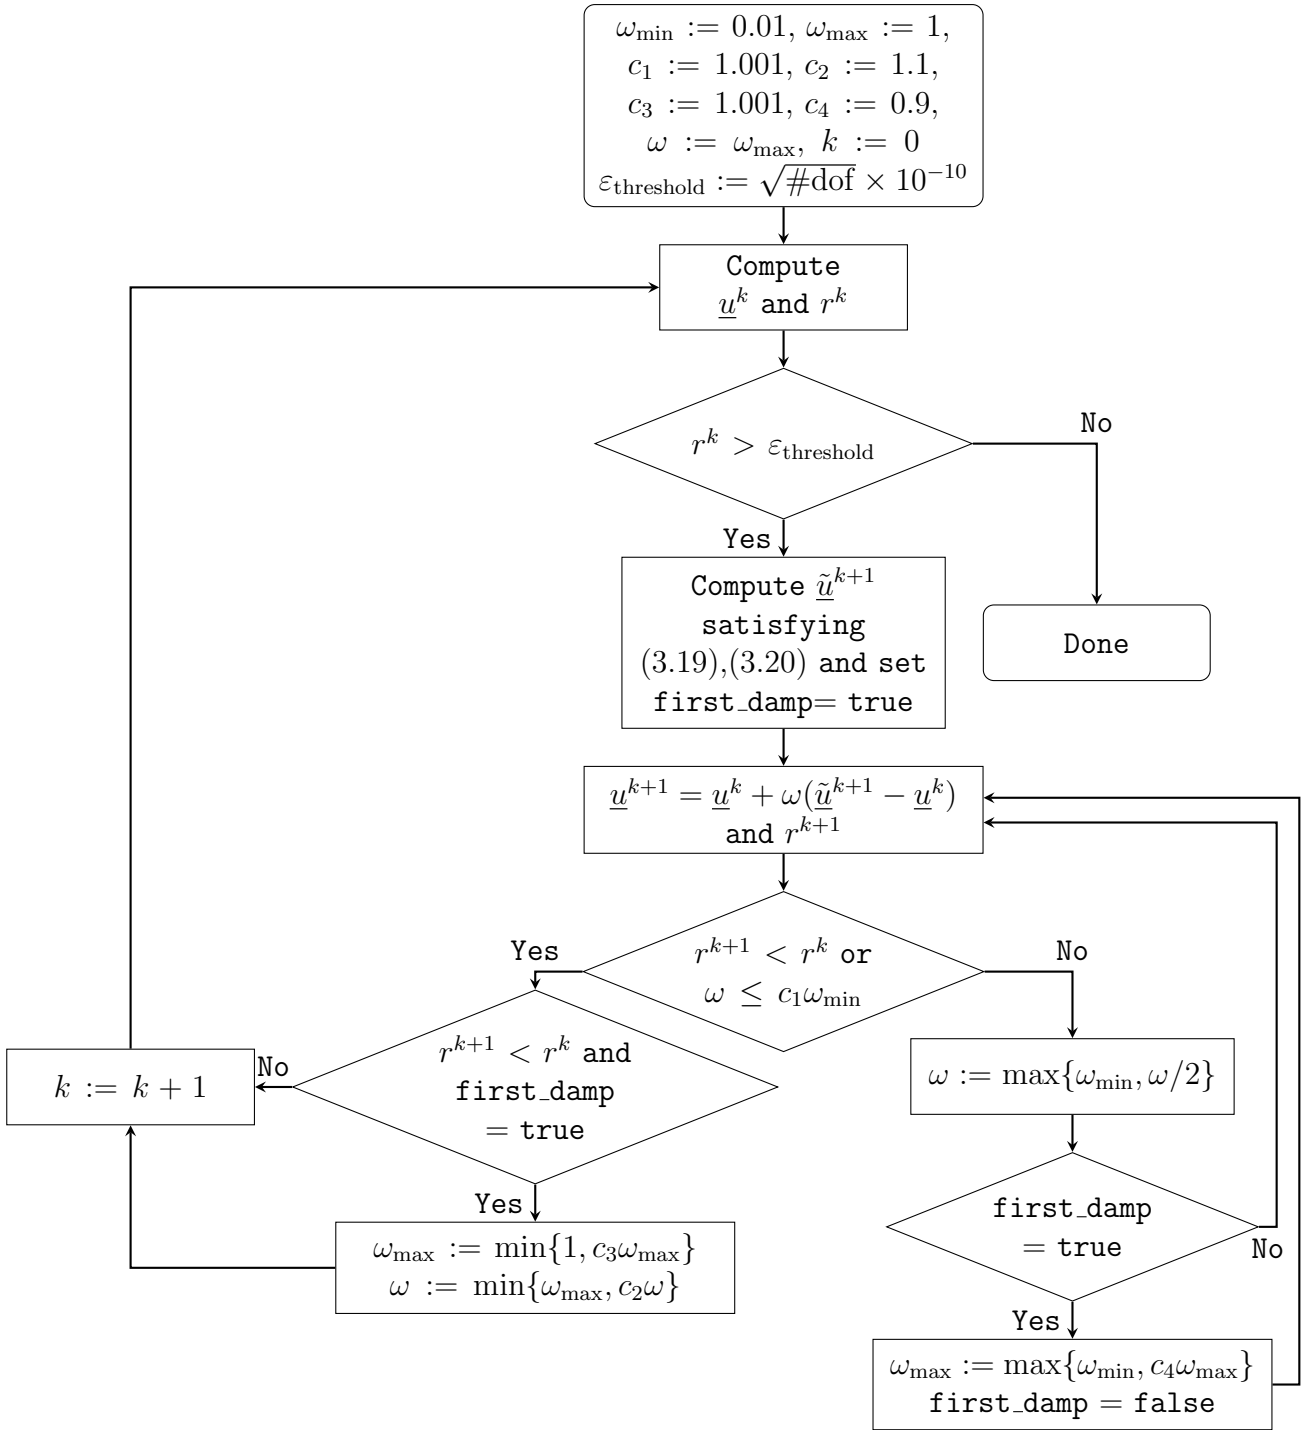 ω_min := 0.01, ω_max := 1,
c_1 := 1.001, c_2 := 1.1,
c_3 := 1.001, c_4 := 0.9,
ω := ω_max, k := 0
ε_threshold := √#dof × 10^{-10}
Compute
u̲^k and r^k
r^k > ε_threshold
No
Yes
Compute ũ̲^{k+1}
satisfying
(3.19),(3.20) and set
first_damp= true
Done
u̲^{k+1} = u̲^k + ω(ũ̲^{k+1} − u̲^k)
and r^{k+1}
r^{k+1} < r^k or
ω ≤ c_1ω_min
Yes
No
r^{k+1} < r^k and
first_damp
= true
No
k := k + 1
Yes
ω_max := min{1, c_3ω_max}
ω := min{ω_max, c_2ω}
ω := max{ω_min, ω/2}
first_damp
= true
No
Yes
ω_max := max{ω_min, c_4ω_max}
first_damp = false